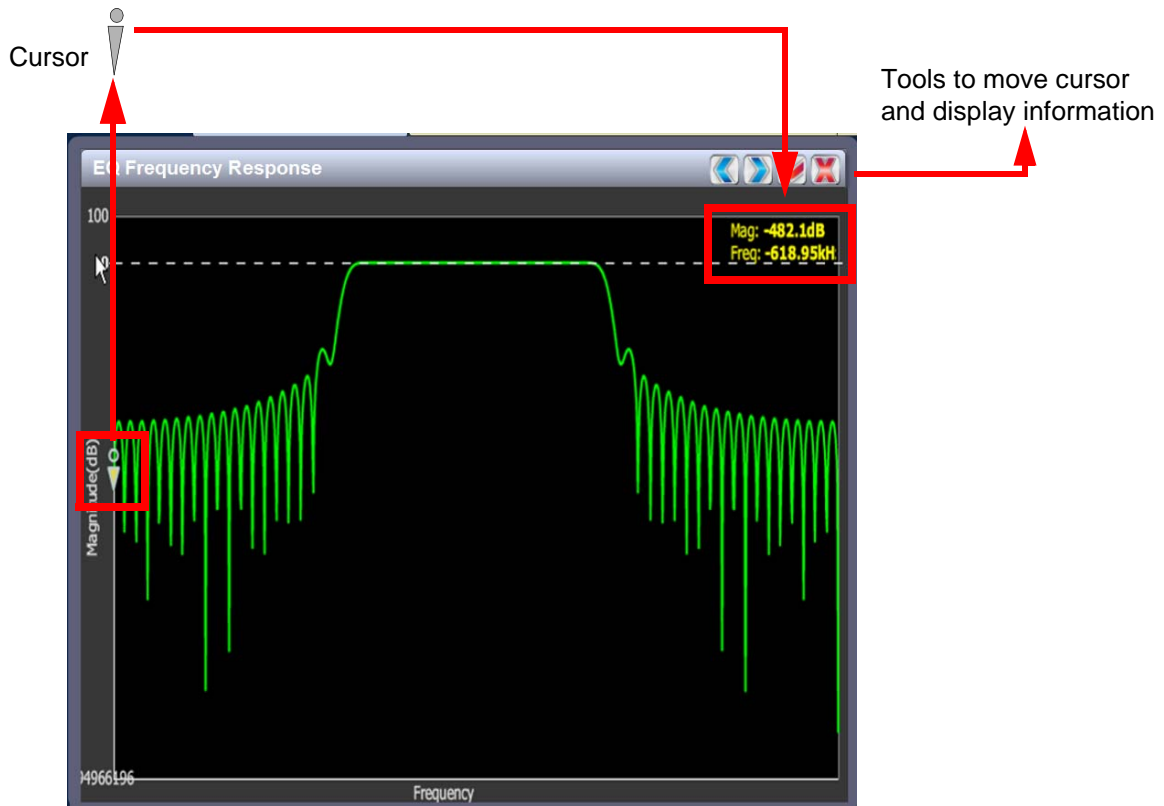 Cursor
Tools to move cursor
and display information
EQ Frequency Response
100
Mag: -482.1dB
Freq: -618.95kH
Magnitude(dB)
94966196
Frequency